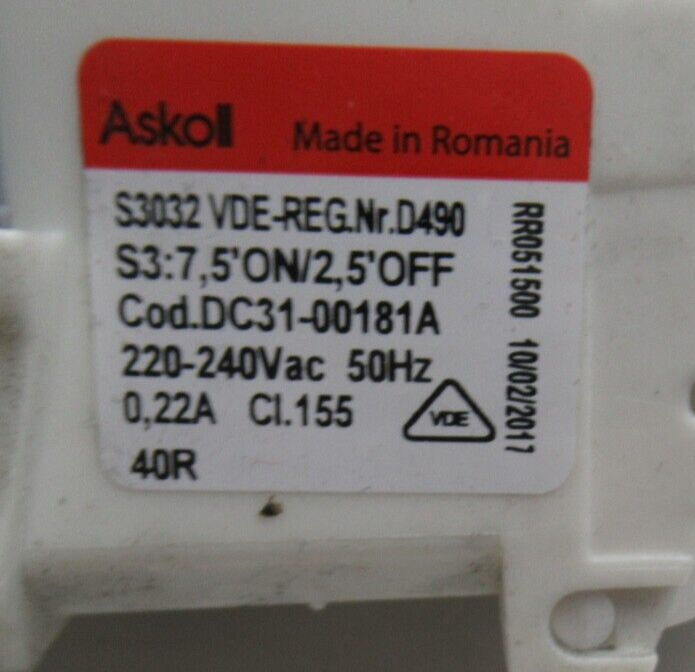 Askoll
Made in Romania
S3032 VDE-REG.Nr.D490
S3:7,5'ON/2,5'OFF
Cod.DC31-00181A
220-240Vac 50Hz
0,22A Cl.155
VDE
40R
RR051500 10/02/2017